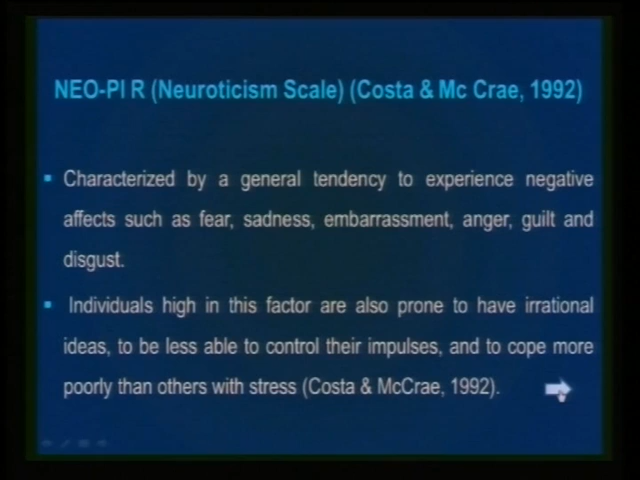 NEO-PI R (Neuroticism Scale) (Costa & Mc Crae, 1992)
Characterized by a general tendency to experience negative
affects such as fear, sadness, embarrassment, anger, guilt and
disgust.
Individuals high in this factor are also prone to have irrational
ideas, to be less able to control their impulses, and to cope more
poorly than others with stress (Costa & McCrae, 1992).